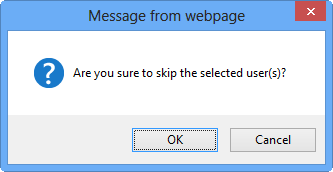 Message from webpage
Are you sure to skip the selected user(s)?
OK
Cancel